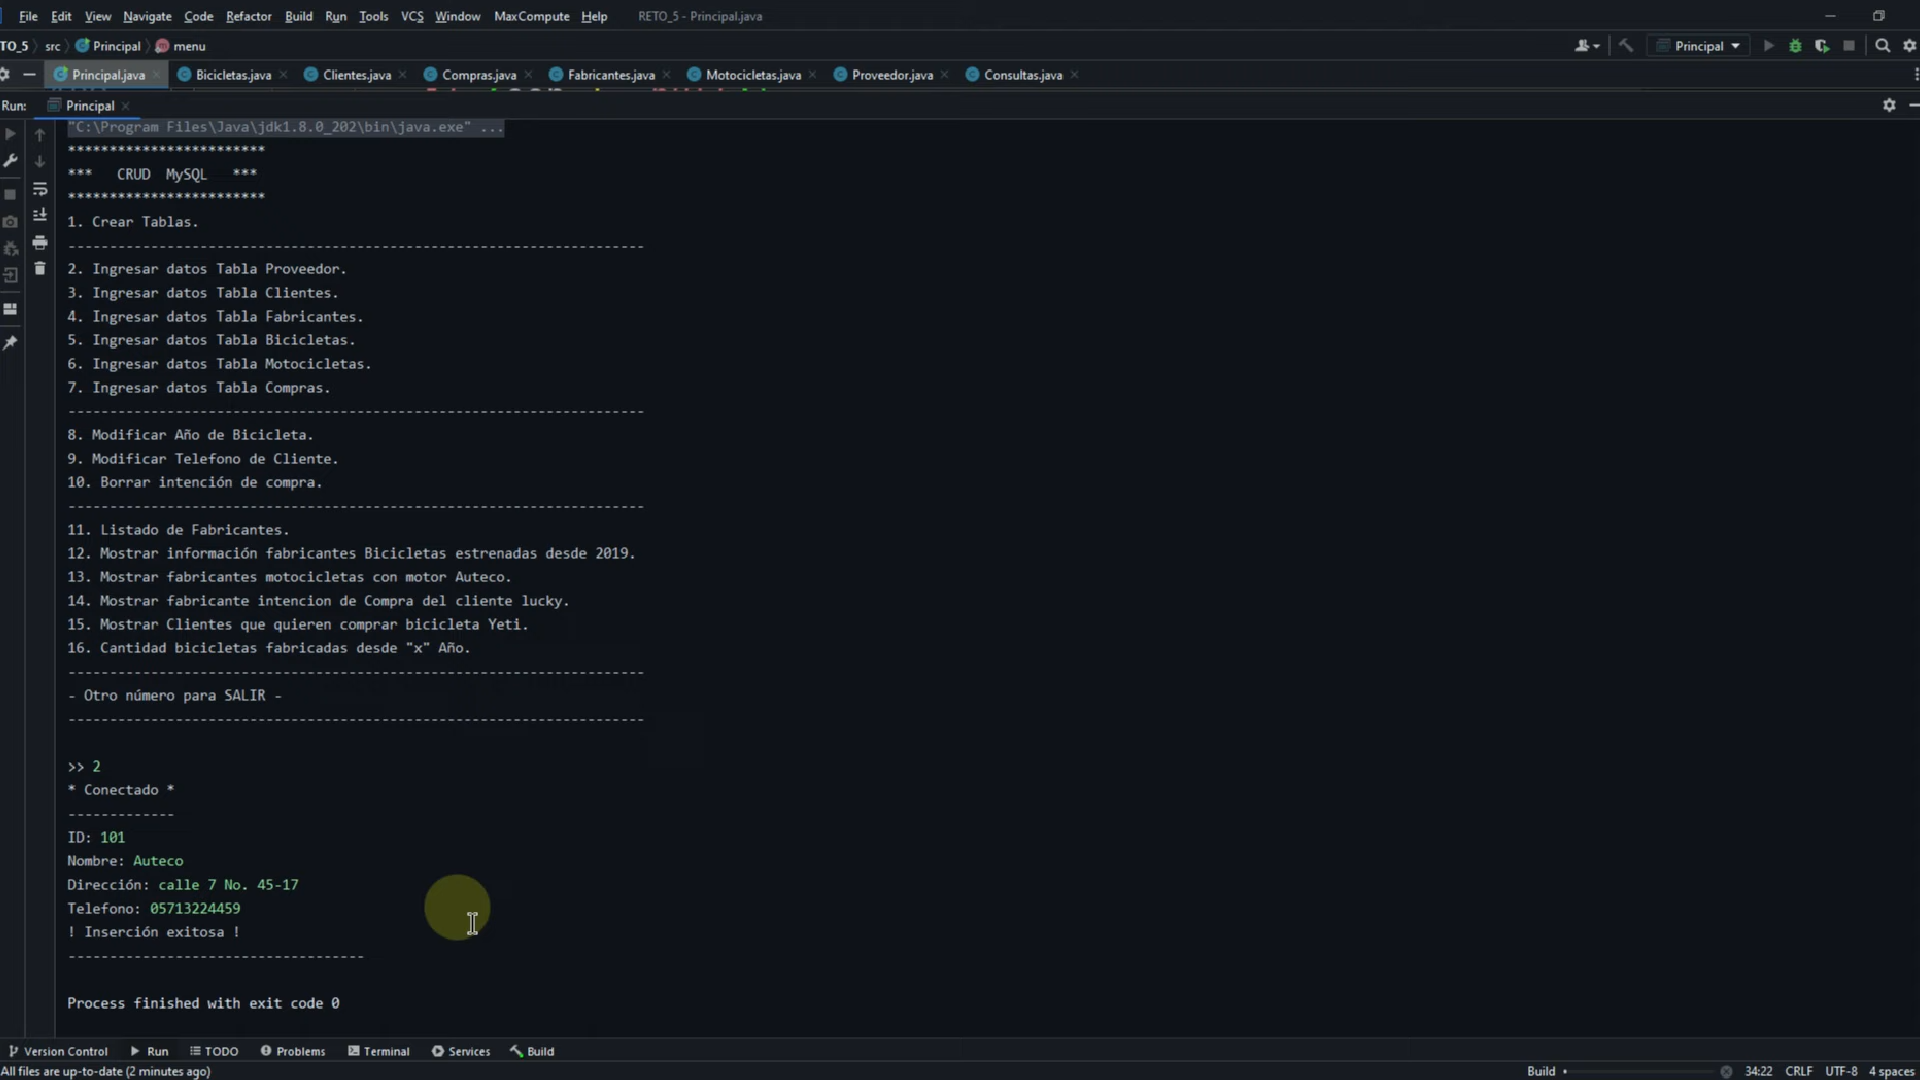 File Edit View Navigate Code Refactor Build Run Tools VCS Window MaxCompute Help RETO_5 - Principal.java
TO_5 src Principal menu Principal
Principal.java Bicicletas.java Clientes.java Compras.java Fabricantes.java Motocicletas.java Proveedor.java Consultas.java
Run: Principal
"C:\Program Files\Java\jdk1.8.0_202\bin\java.exe" ...
************************
*** CRUD MySQL ***
************************
1. Crear Tablas.
----------------------------------------------------------------------
2. Ingresar datos Tabla Proveedor.
3. Ingresar datos Tabla Clientes.
4. Ingresar datos Tabla Fabricantes.
5. Ingresar datos Tabla Bicicletas.
6. Ingresar datos Tabla Motocicletas.
7. Ingresar datos Tabla Compras.
----------------------------------------------------------------------
8. Modificar Año de Bicicleta.
9. Modificar Telefono de Cliente.
10. Borrar intención de compra.
----------------------------------------------------------------------
11. Listado de Fabricantes.
12. Mostrar información fabricantes Bicicletas estrenadas desde 2019.
13. Mostrar fabricantes motocicletas con motor Auteco.
14. Mostrar fabricante intencion de Compra del cliente lucky.
15. Mostrar Clientes que quieren comprar bicicleta Yeti.
16. Cantidad bicicletas fabricadas desde "x" Año.
----------------------------------------------------------------------
- Otro número para SALIR -
----------------------------------------------------------------------
>> 2
* Conectado *
-------------
ID: 101
Nombre: Auteco
Dirección: calle 7 No. 45-17
Telefono: 05713224459
! Inserción exitosa !
------------------------------------
Process finished with exit code 0
Version Control Run TODO Problems Terminal Services Build
All files are up-to-date (2 minutes ago) Build 34:22 CRLF UTF-8 4 spaces